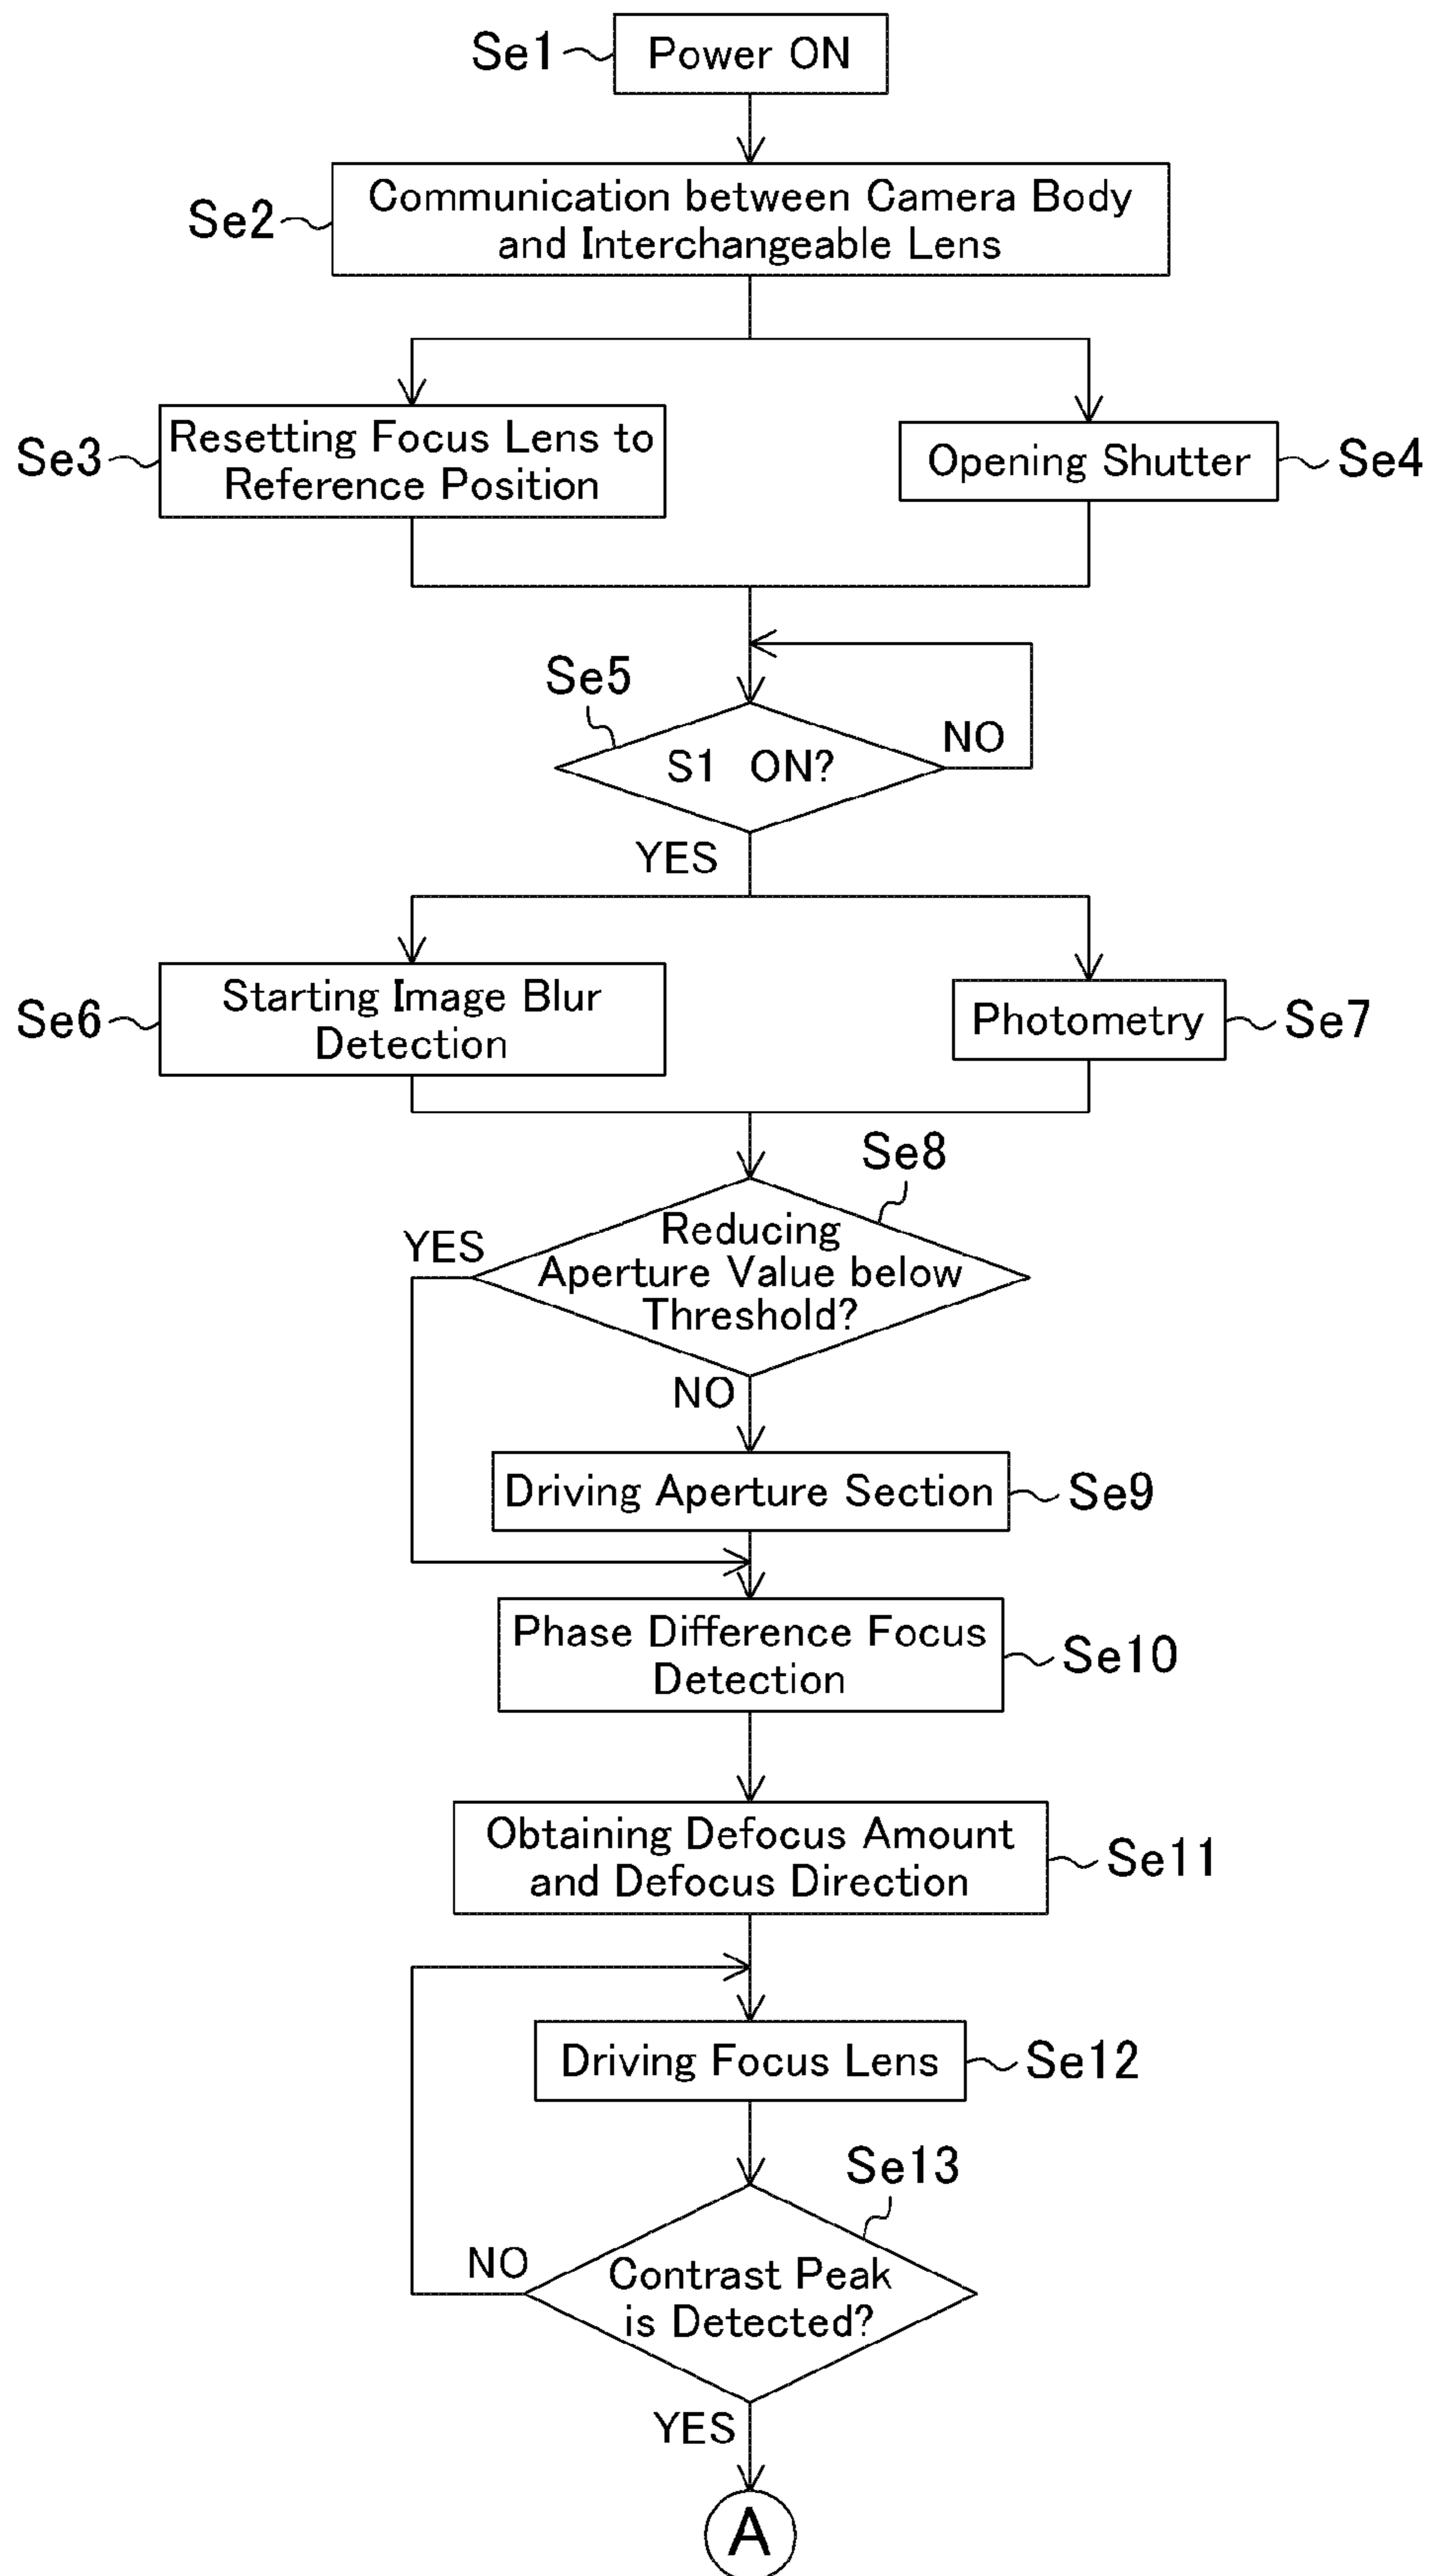 Se1
Power ON
Se2
Communication between Camera Body
and Interchangeable Lens
Se3
Resetting Focus Lens to
Reference Position
Opening Shutter
Se4
Se5
S1 ON?
NO
YES
Se6
Starting Image Blur
Detection
Photometry
Se7
Se8
YES
Reducing
Aperture Value below
Threshold?
NO
Driving Aperture Section
Se9
Phase Difference Focus
Detection
Se10
Obtaining Defocus Amount
and Defocus Direction
Se11
Driving Focus Lens
Se12
Se13
NO
Contrast Peak
is Detected?
YES
A